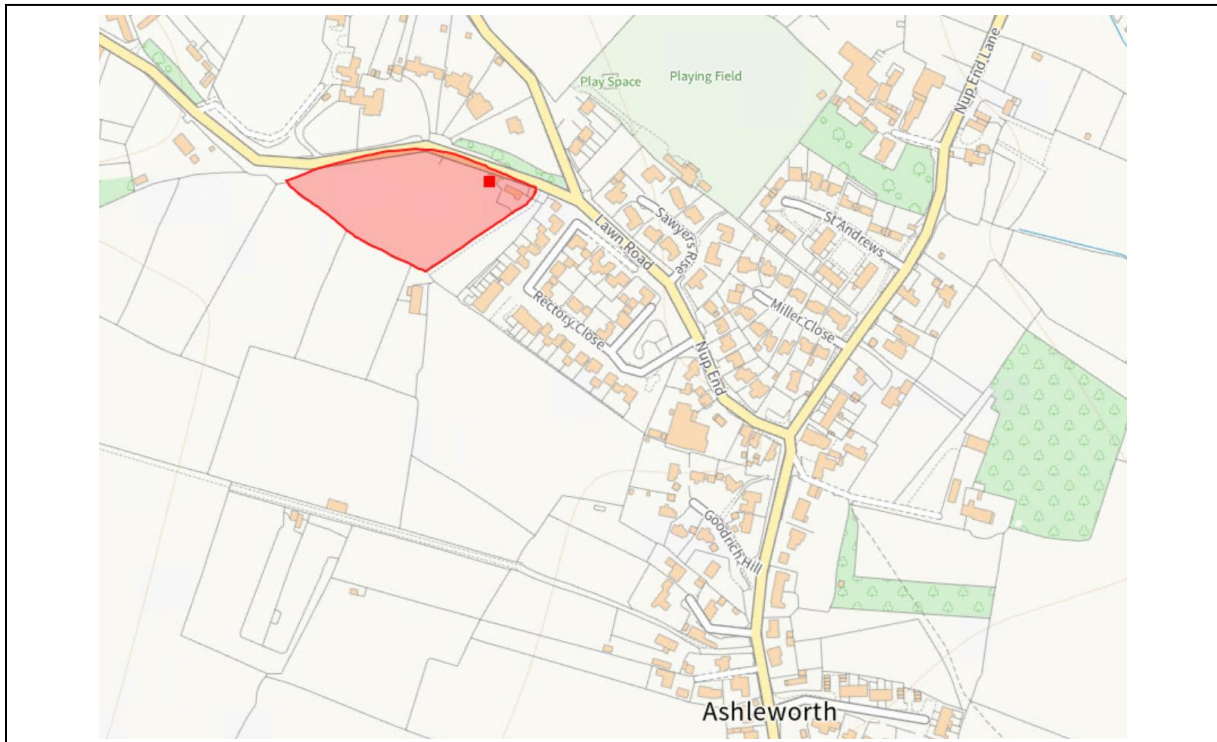 Play Space
Playing Field
Nup End Lane
Sawyers Rise
St Andrews
Lawn Road
Rectory Close
Miller Close
Nup End
Goodrich Hill
Ashleworth